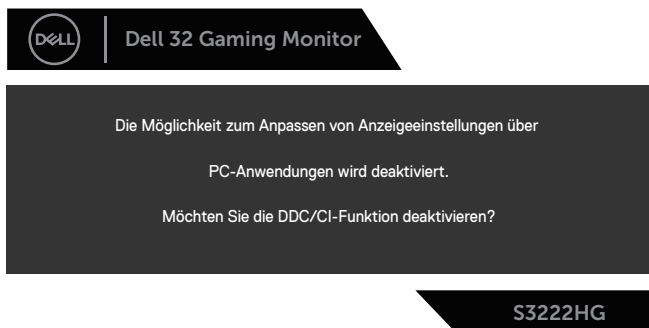 DELL
Dell 32 Gaming Monitor
Die Möglichkeit zum Anpassen von Anzeigeeinstellungen über
PC-Anwendungen wird deaktiviert.
Möchten Sie die DDC/CI-Funktion deaktivieren?
S3222HG